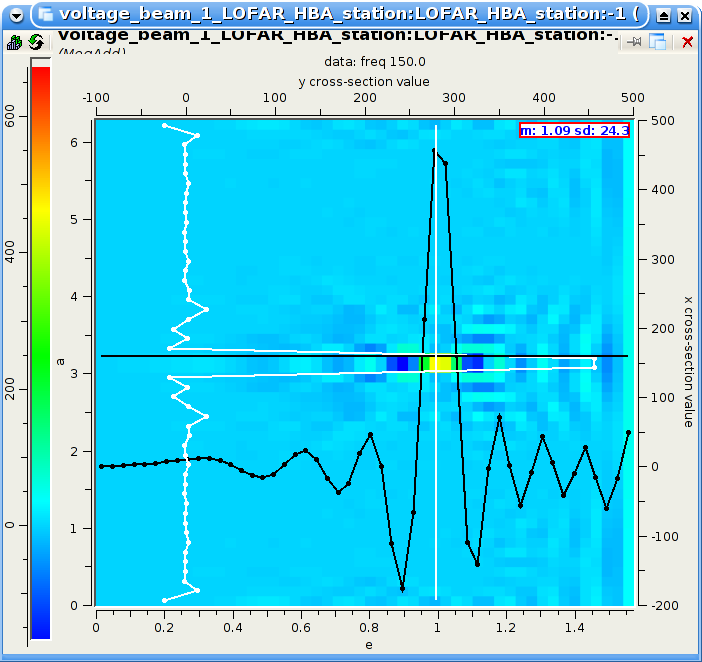 voltage_beam_1_LOFAR_HBA_station:LOFAR_HBA_station:-1 (
voltage_beam_1_LOFAR_HBA_station:LOFAR_HBA_station:-.
(MeqAdd)
data: freq 150.0
y cross-section value
-100 0 100 200 300 400 500
m: 1.09 sd: 24.3
600
400
200
0
a
6
5
4
3
2
1
0
500
400
300
200
100
0
-100
-200
x cross-section value
0 0.2 0.4 0.6 0.8 1 1.2 1.4
e